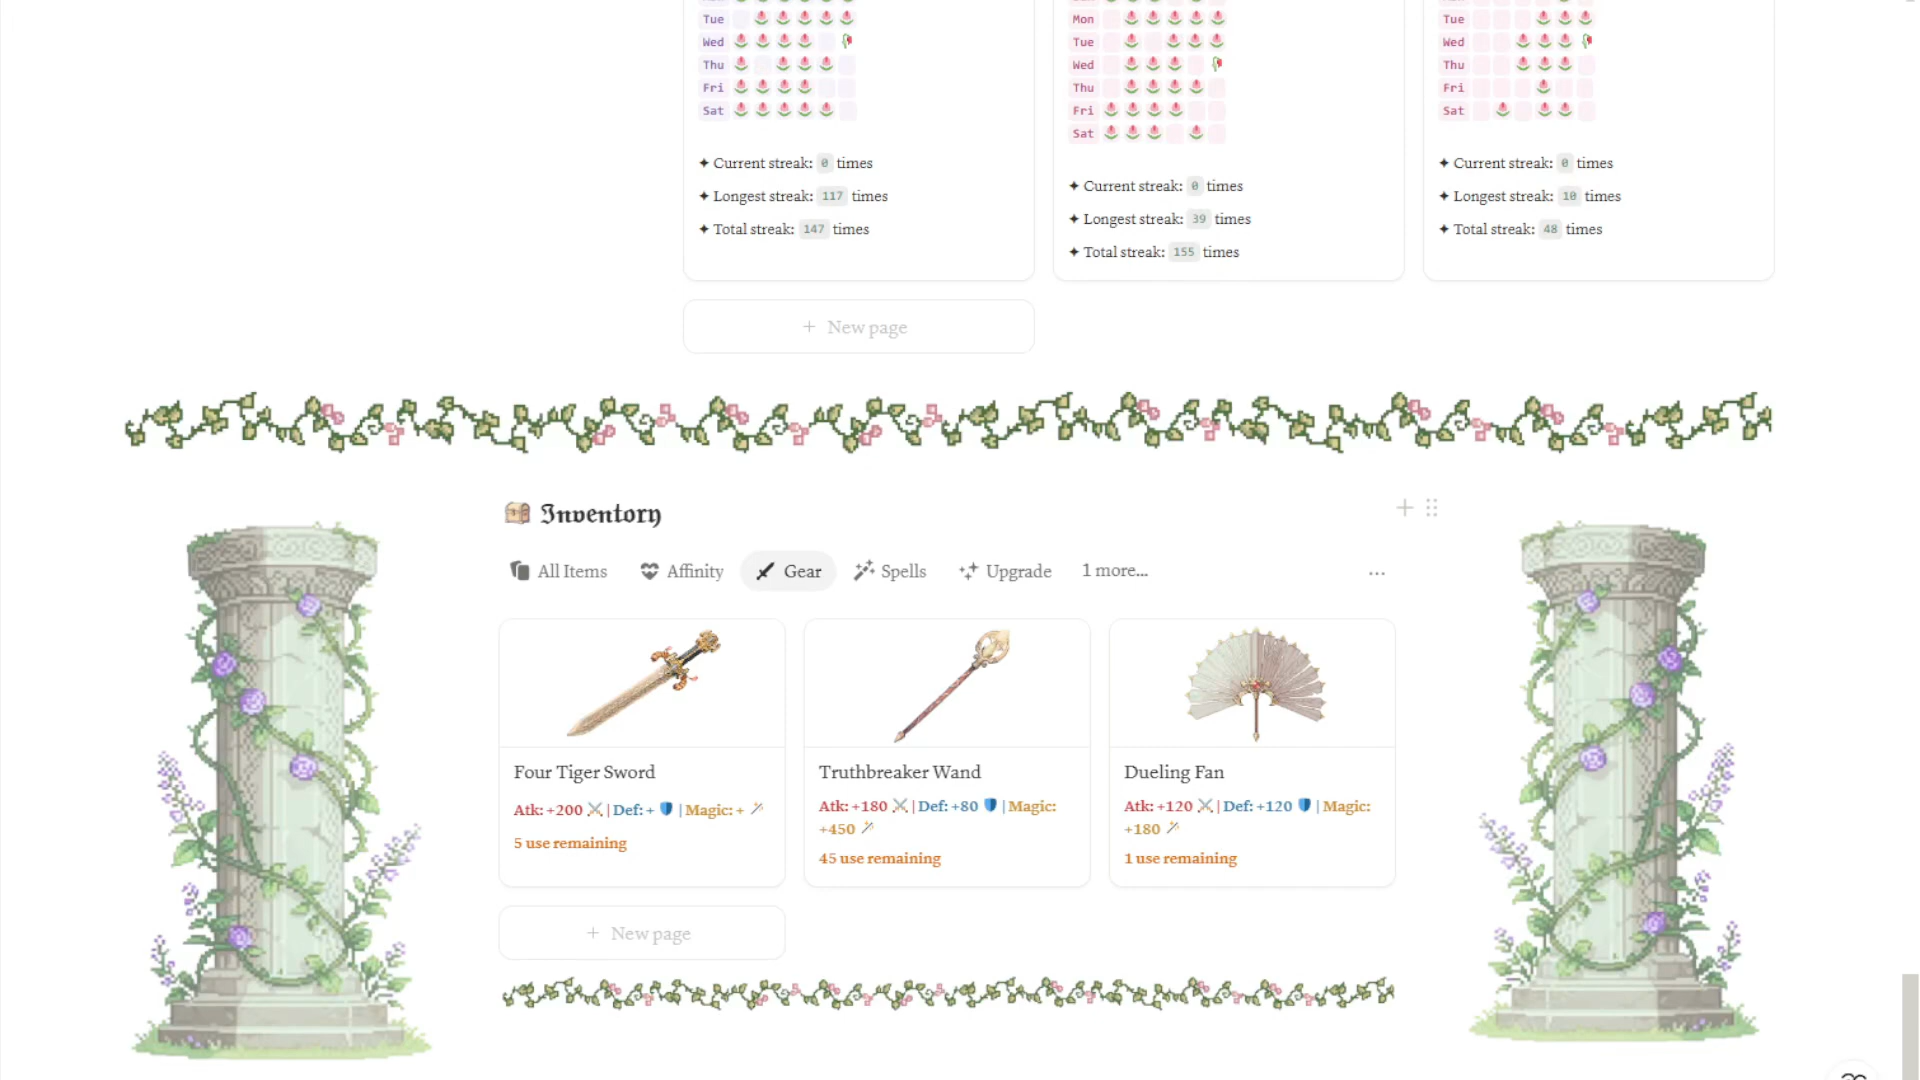 Tue
Wed
Thu
Fri
Sat
✦ Current streak: 0 times
✦ Longest streak: 117 times
✦ Total streak: 147 times
Mon
Tue
Wed
Thu
Fri
Sat
✦ Current streak: 0 times
✦ Longest streak: 39 times
✦ Total streak: 155 times
Tue
Wed
Thu
Fri
Sat
✦ Current streak: 0 times
✦ Longest streak: 10 times
✦ Total streak: 48 times
+ New page
Inventory
All Items Affinity Gear Spells Upgrade 1 more...
Four Tiger Sword
Atk: +200 ⚔ | Def: + 🛡 | Magic: + 🪄
5 use remaining
Truthbreaker Wand
Atk: +180 ⚔ | Def: +80 🛡 | Magic:
+450 🪄
45 use remaining
Dueling Fan
Atk: +120 ⚔ | Def: +120 🛡 | Magic:
+180 🪄
1 use remaining
+ New page